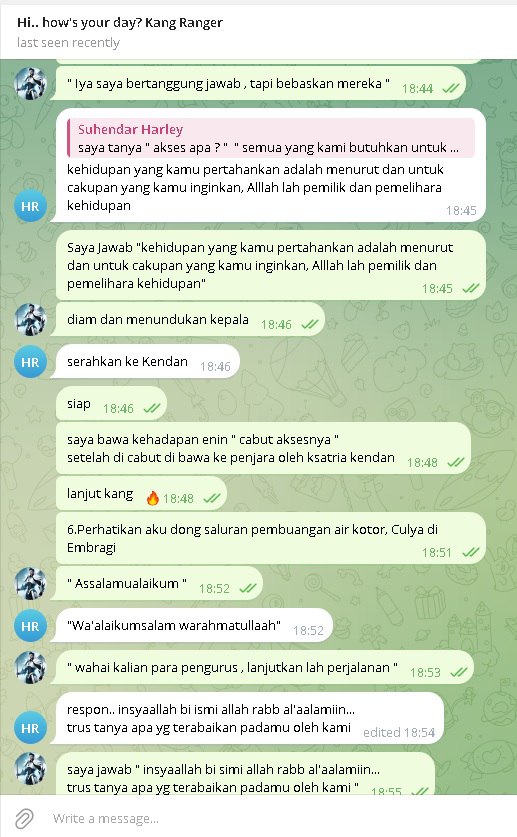 Hi.. how's your day? Kang Ranger
last seen recently
" Iya saya bertanggung jawab , tapi bebaskan mereka "
18:44
Suhendar Harley
saya tanya " akses apa ? " " semua yang kami butuhkan untuk ...
kehidupan yang kamu pertahankan adalah menurut dan untuk
cakupan yang kamu inginkan, Alllah lah pemilik dan pemelihara
kehidupan
HR
18:45
Saya Jawab "kehidupan yang kamu pertahankan adalah menurut
dan untuk cakupan yang kamu inginkan, Alllah lah pemilik dan
pemelihara kehidupan"
18:45
diam dan menundukan kepala 18:46
HR
serahkan ke Kendan 18:46
siap 18:46
saya bawa kehadapan enin " cabut aksesnya "
setelah di cabut di bawa ke penjara oleh ksatria kendan 18:48
lanjut kang 🔥 18:48
6.Perhatikan aku dong saluran pembuangan air kotor, Culya di
Embragi
18:51
" Assalamualaikum " 18:52
HR
"Wa'alaikumsalam warahmatullaah" 18:52
" wahai kalian para pengurus , lanjutkan lah perjalanan " 18:53
respon.. insyaallah bi ismi allah rabb al'aalamiin...
trus tanya apa yg terabaikan padamu oleh kami edited 18:54
HR
saya jawab " insyaallah bi simi allah rabb al'aalamiin...
trus tanya apa yg terabaikan padamu oleh kami " 18:55
Write a message...